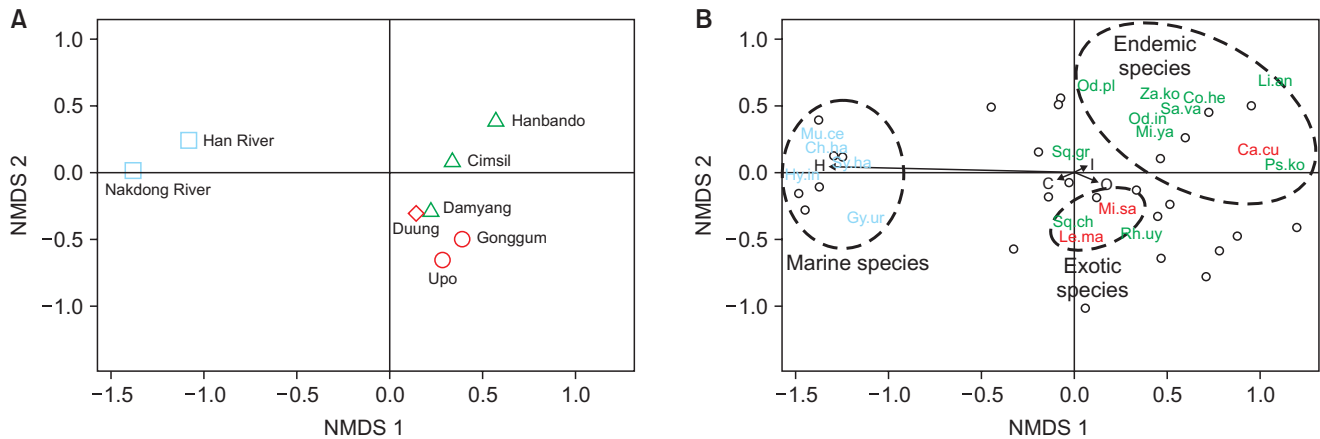 A
NMDS 2
1.0
0.5
0.0
−0.5
−1.0
Han River
Nakdong River
Hanbando
Cimsil
Damyang
Duung
Gonggum
Upo
−1.5
−1.0
−0.5
0.0
0.5
1.0
NMDS 1
B
NMDS 2
1.0
0.5
0.0
−0.5
−1.0
Endemic
species
Od.pl
Li.an
Za.ko
Co.he
Sa.va
Od.in
Mi.ya
Ca.cu
Ps.ko
Mu.ce
Ch.ha
Sy.ha
H
Hy.in
Gy.ur
Marine species
Sq.gr
I
C
O
Mi.sa
Sq.ch
Le.ma
Rh.uy
Exotic
species
−1.5
−1.0
−0.5
0.0
0.5
1.0
NMDS 1